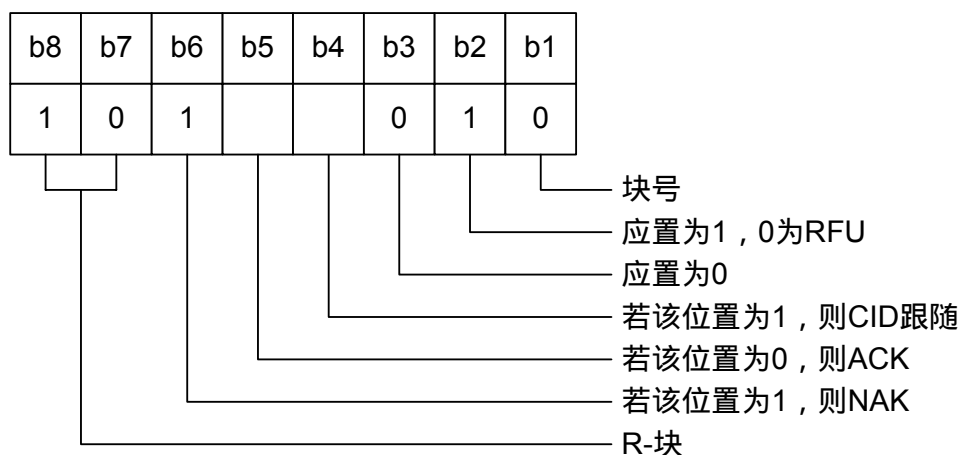 b8 b7 b6 b5 b4 b3 b2 b1
1 0 1 0 1 0
块号
应置为1，0为RFU
应置为0
若该位置为1，则CID跟随
若该位置为0，则ACK
若该位置为1，则NAK
R-块